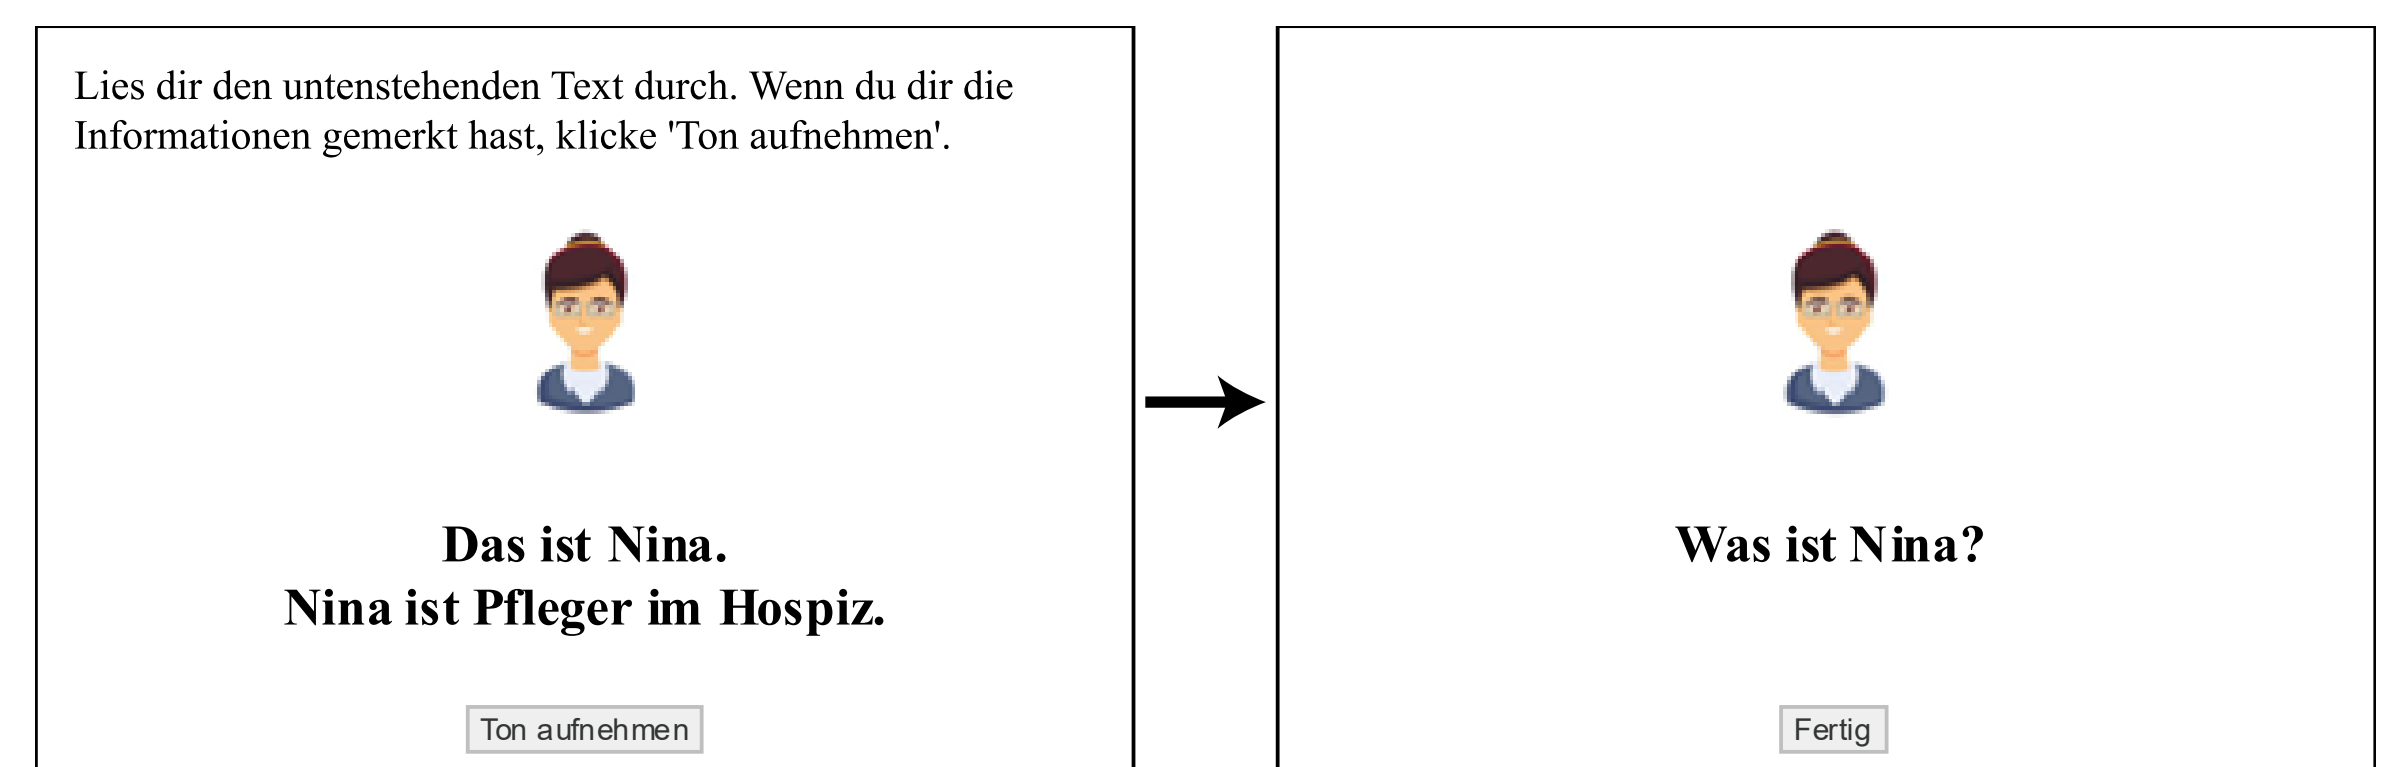 Lies dir den untenstehenden Text durch. Wenn du dir die
Informationen gemerkt hast, klicke 'Ton aufnehmen'.
Das ist Nina.
Nina ist Pfleger im Hospiz.
Ton aufnehmen
Was ist Nina?
Fertig